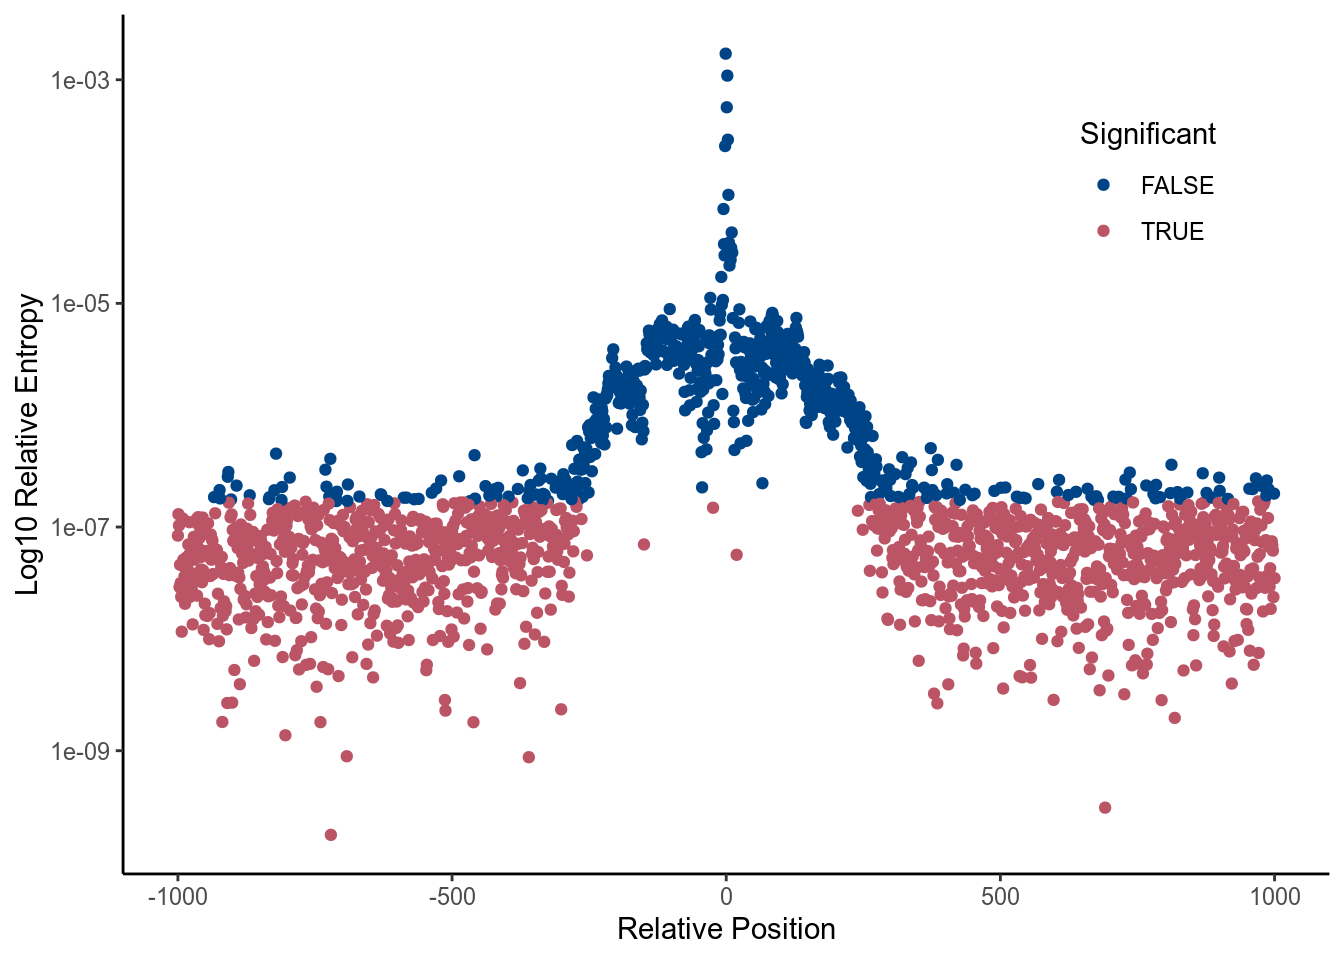 1e-03
1e-05
1e-07
1e-09
Log10 Relative Entropy
Significant
FALSE
TRUE
-1000
-500
0
500
1000
Relative Position